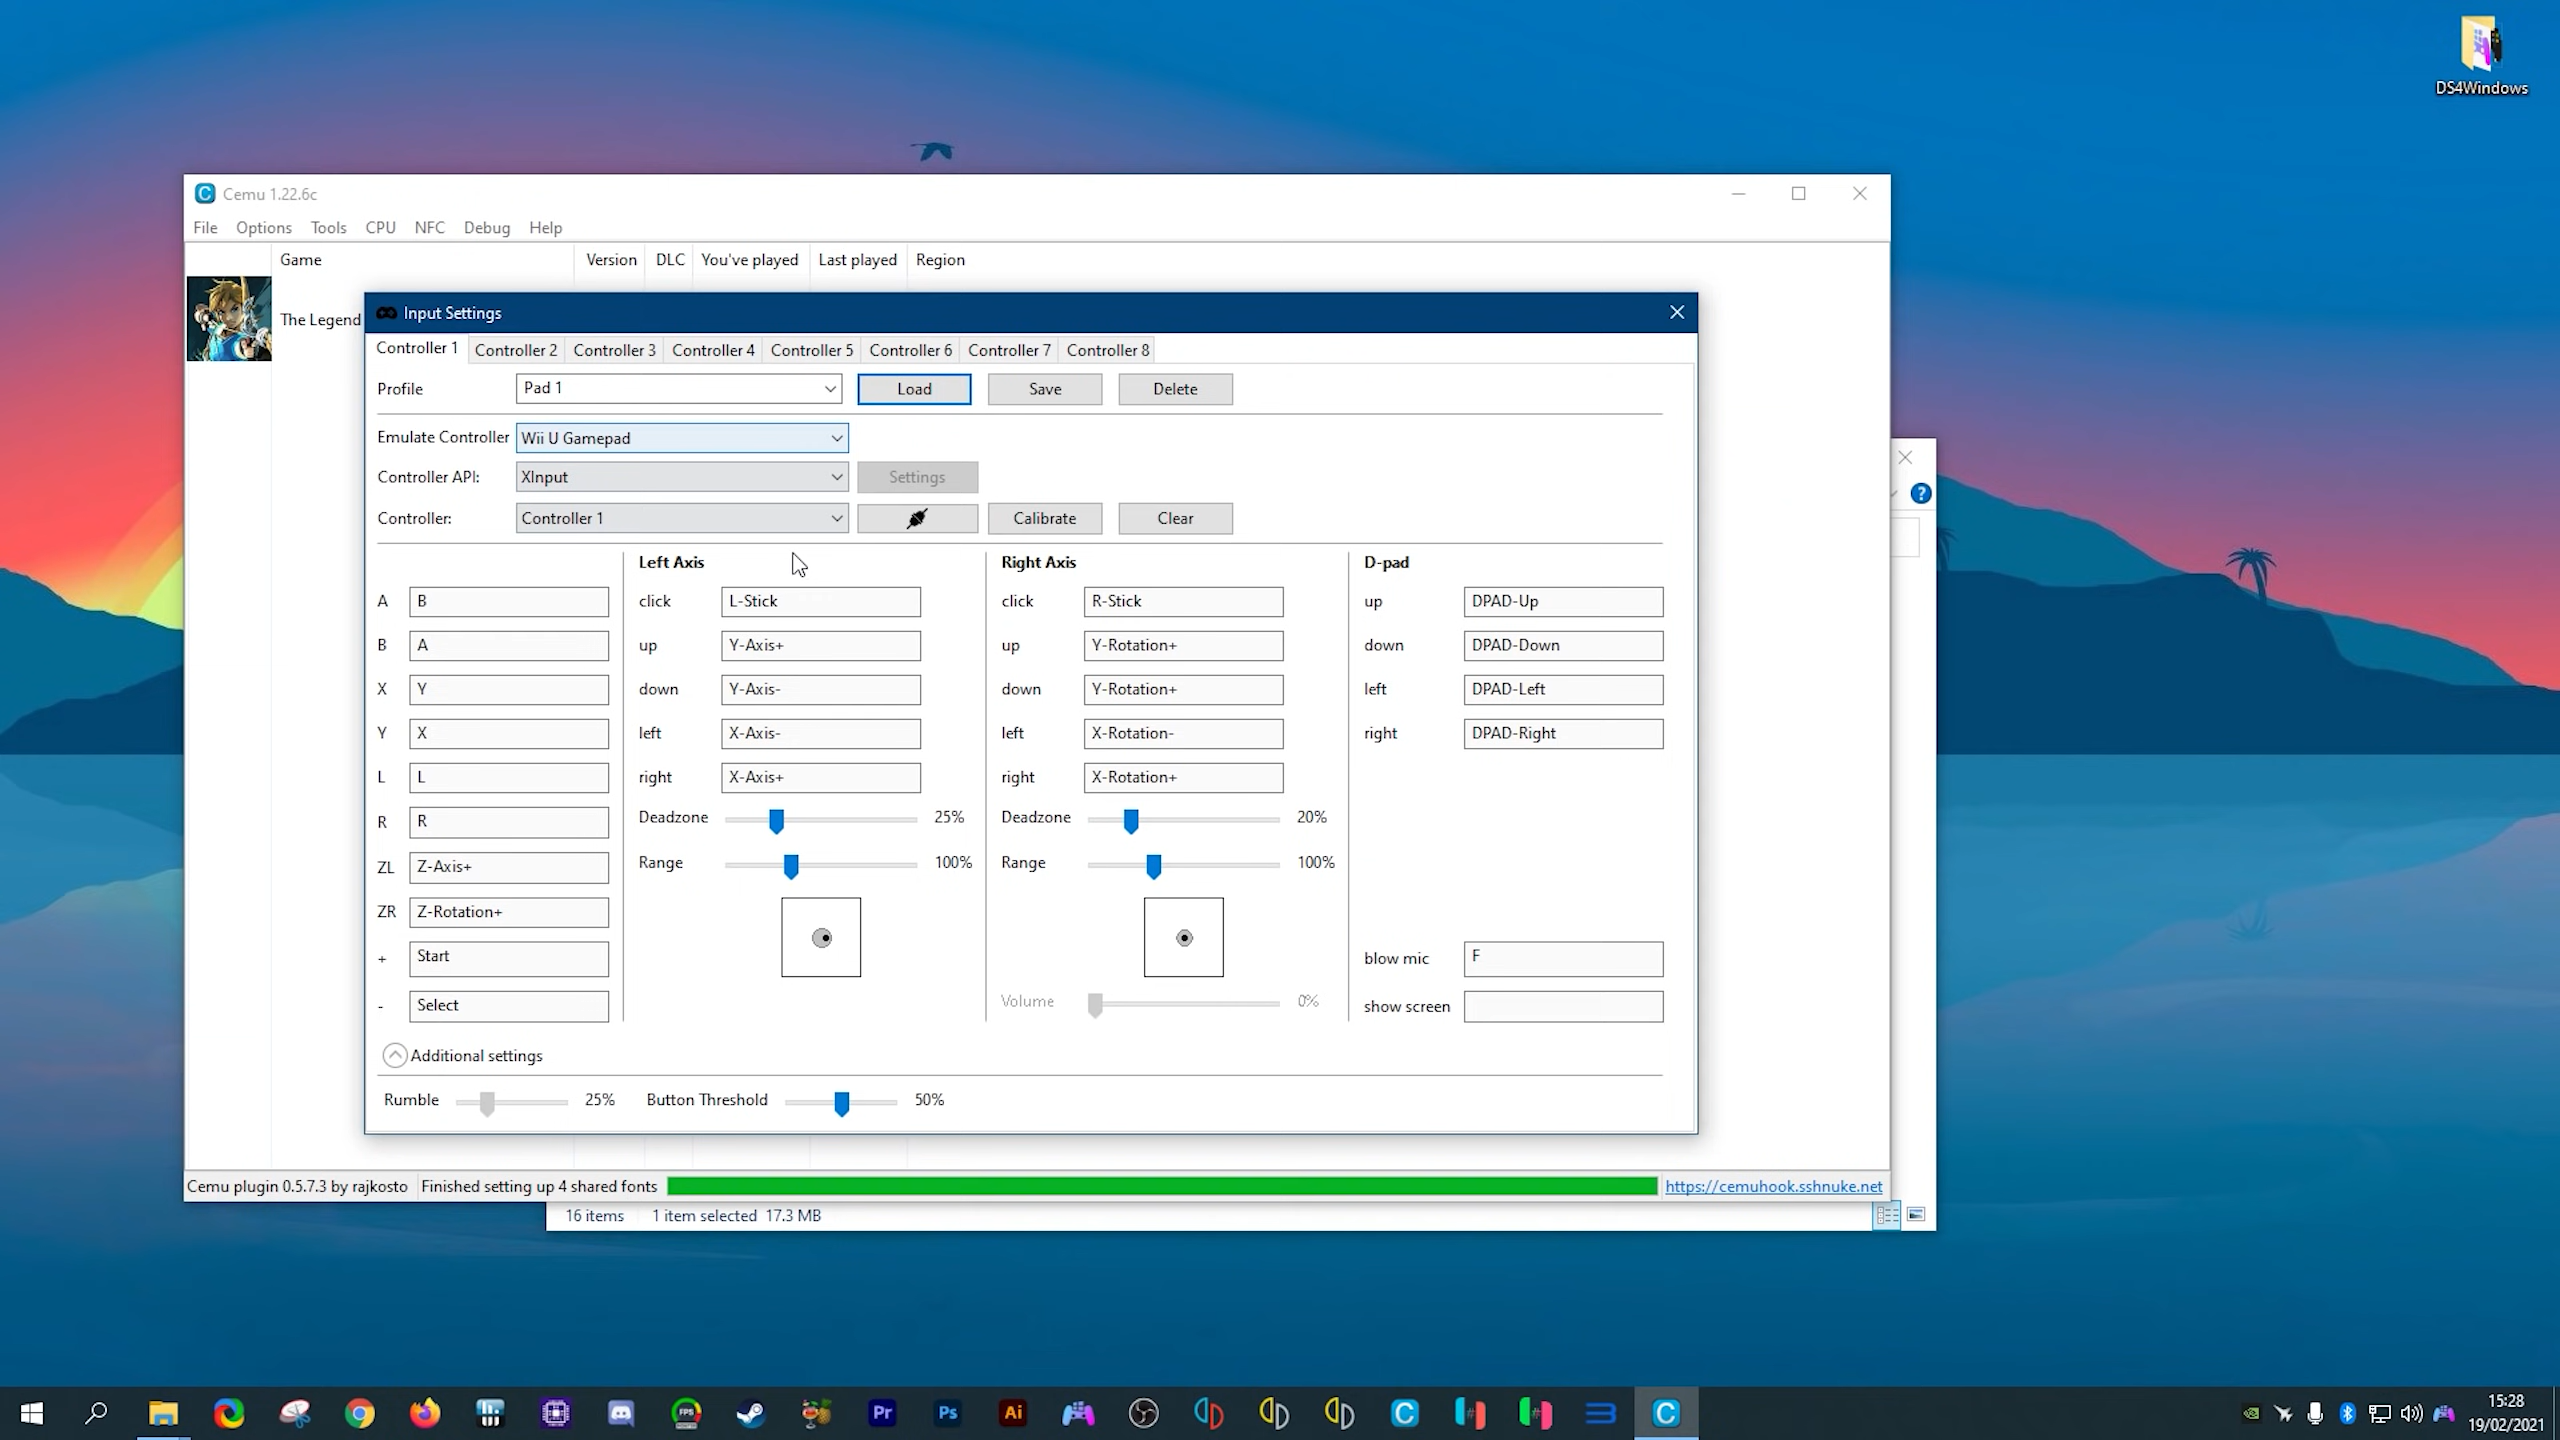 DS4Windows
Cemu 1.22.6c
File Options Tools CPU NFC Debug Help
Game Version DLC You've played Last played Region
The Legend
Input Settings
Controller 1 Controller 2 Controller 3 Controller 4 Controller 5 Controller 6 Controller 7 Controller 8
Profile Pad 1 Load Save Delete
Emulate Controller Wii U Gamepad
Controller API: XInput Settings
Controller: Controller 1 Calibrate Clear
Left Axis Right Axis D-pad
A B click L-Stick click R-Stick up DPAD-Up
B A up Y-Axis+ up Y-Rotation+ down DPAD-Down
X Y down Y-Axis- down Y-Rotation+ left DPAD-Left
Y X left X-Axis- left X-Rotation- right DPAD-Right
L L right X-Axis+ right X-Rotation+
R R Deadzone 25% Deadzone 20%
ZL Z-Axis+ Range 100% Range 100%
ZR Z-Rotation+
+ Start blow mic F
- Select Volume 0% show screen
Additional settings
Rumble 25% Button Threshold 50%
Cemu plugin 0.5.7.3 by rajkosto Finished setting up 4 shared fonts https://cemuhook.sshnuke.net
16 items 1 item selected 17.3 MB
FPS Pr Ps Ai
15:28
19/02/2021